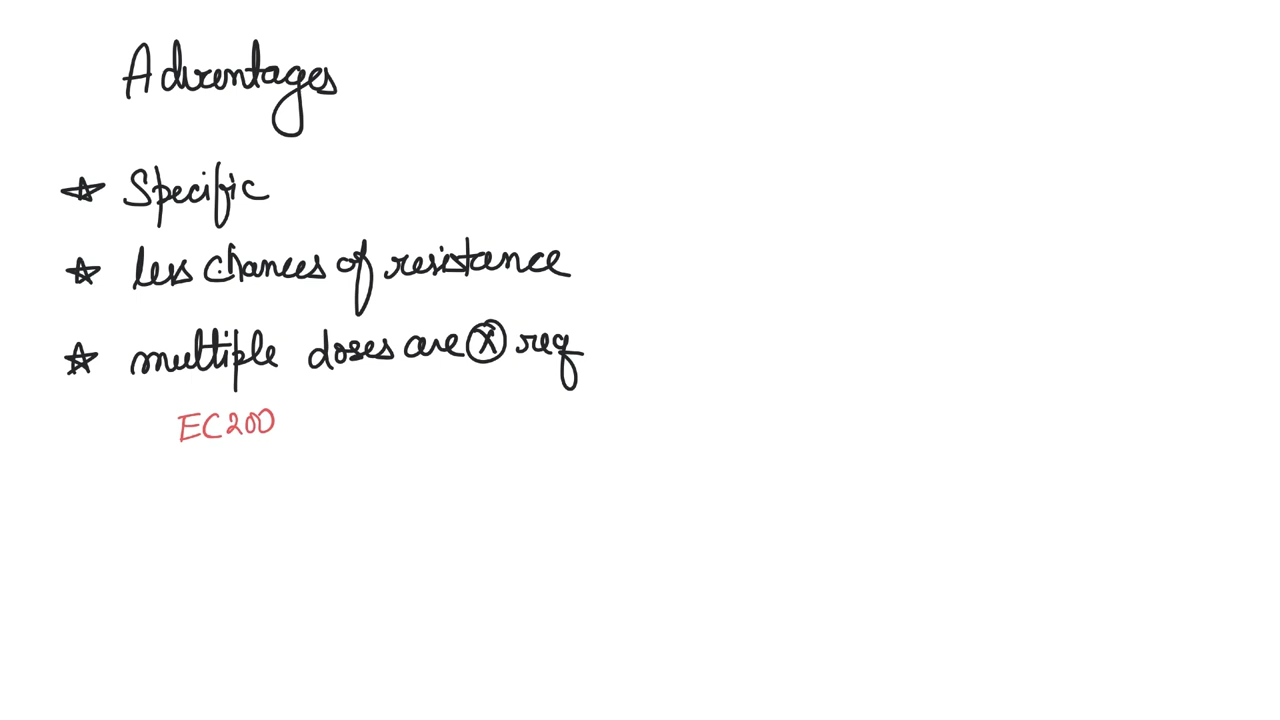 Advantages
☆ Specific
☆ less chances of resistance
☆ multiple doses are ⓧ req
EC200